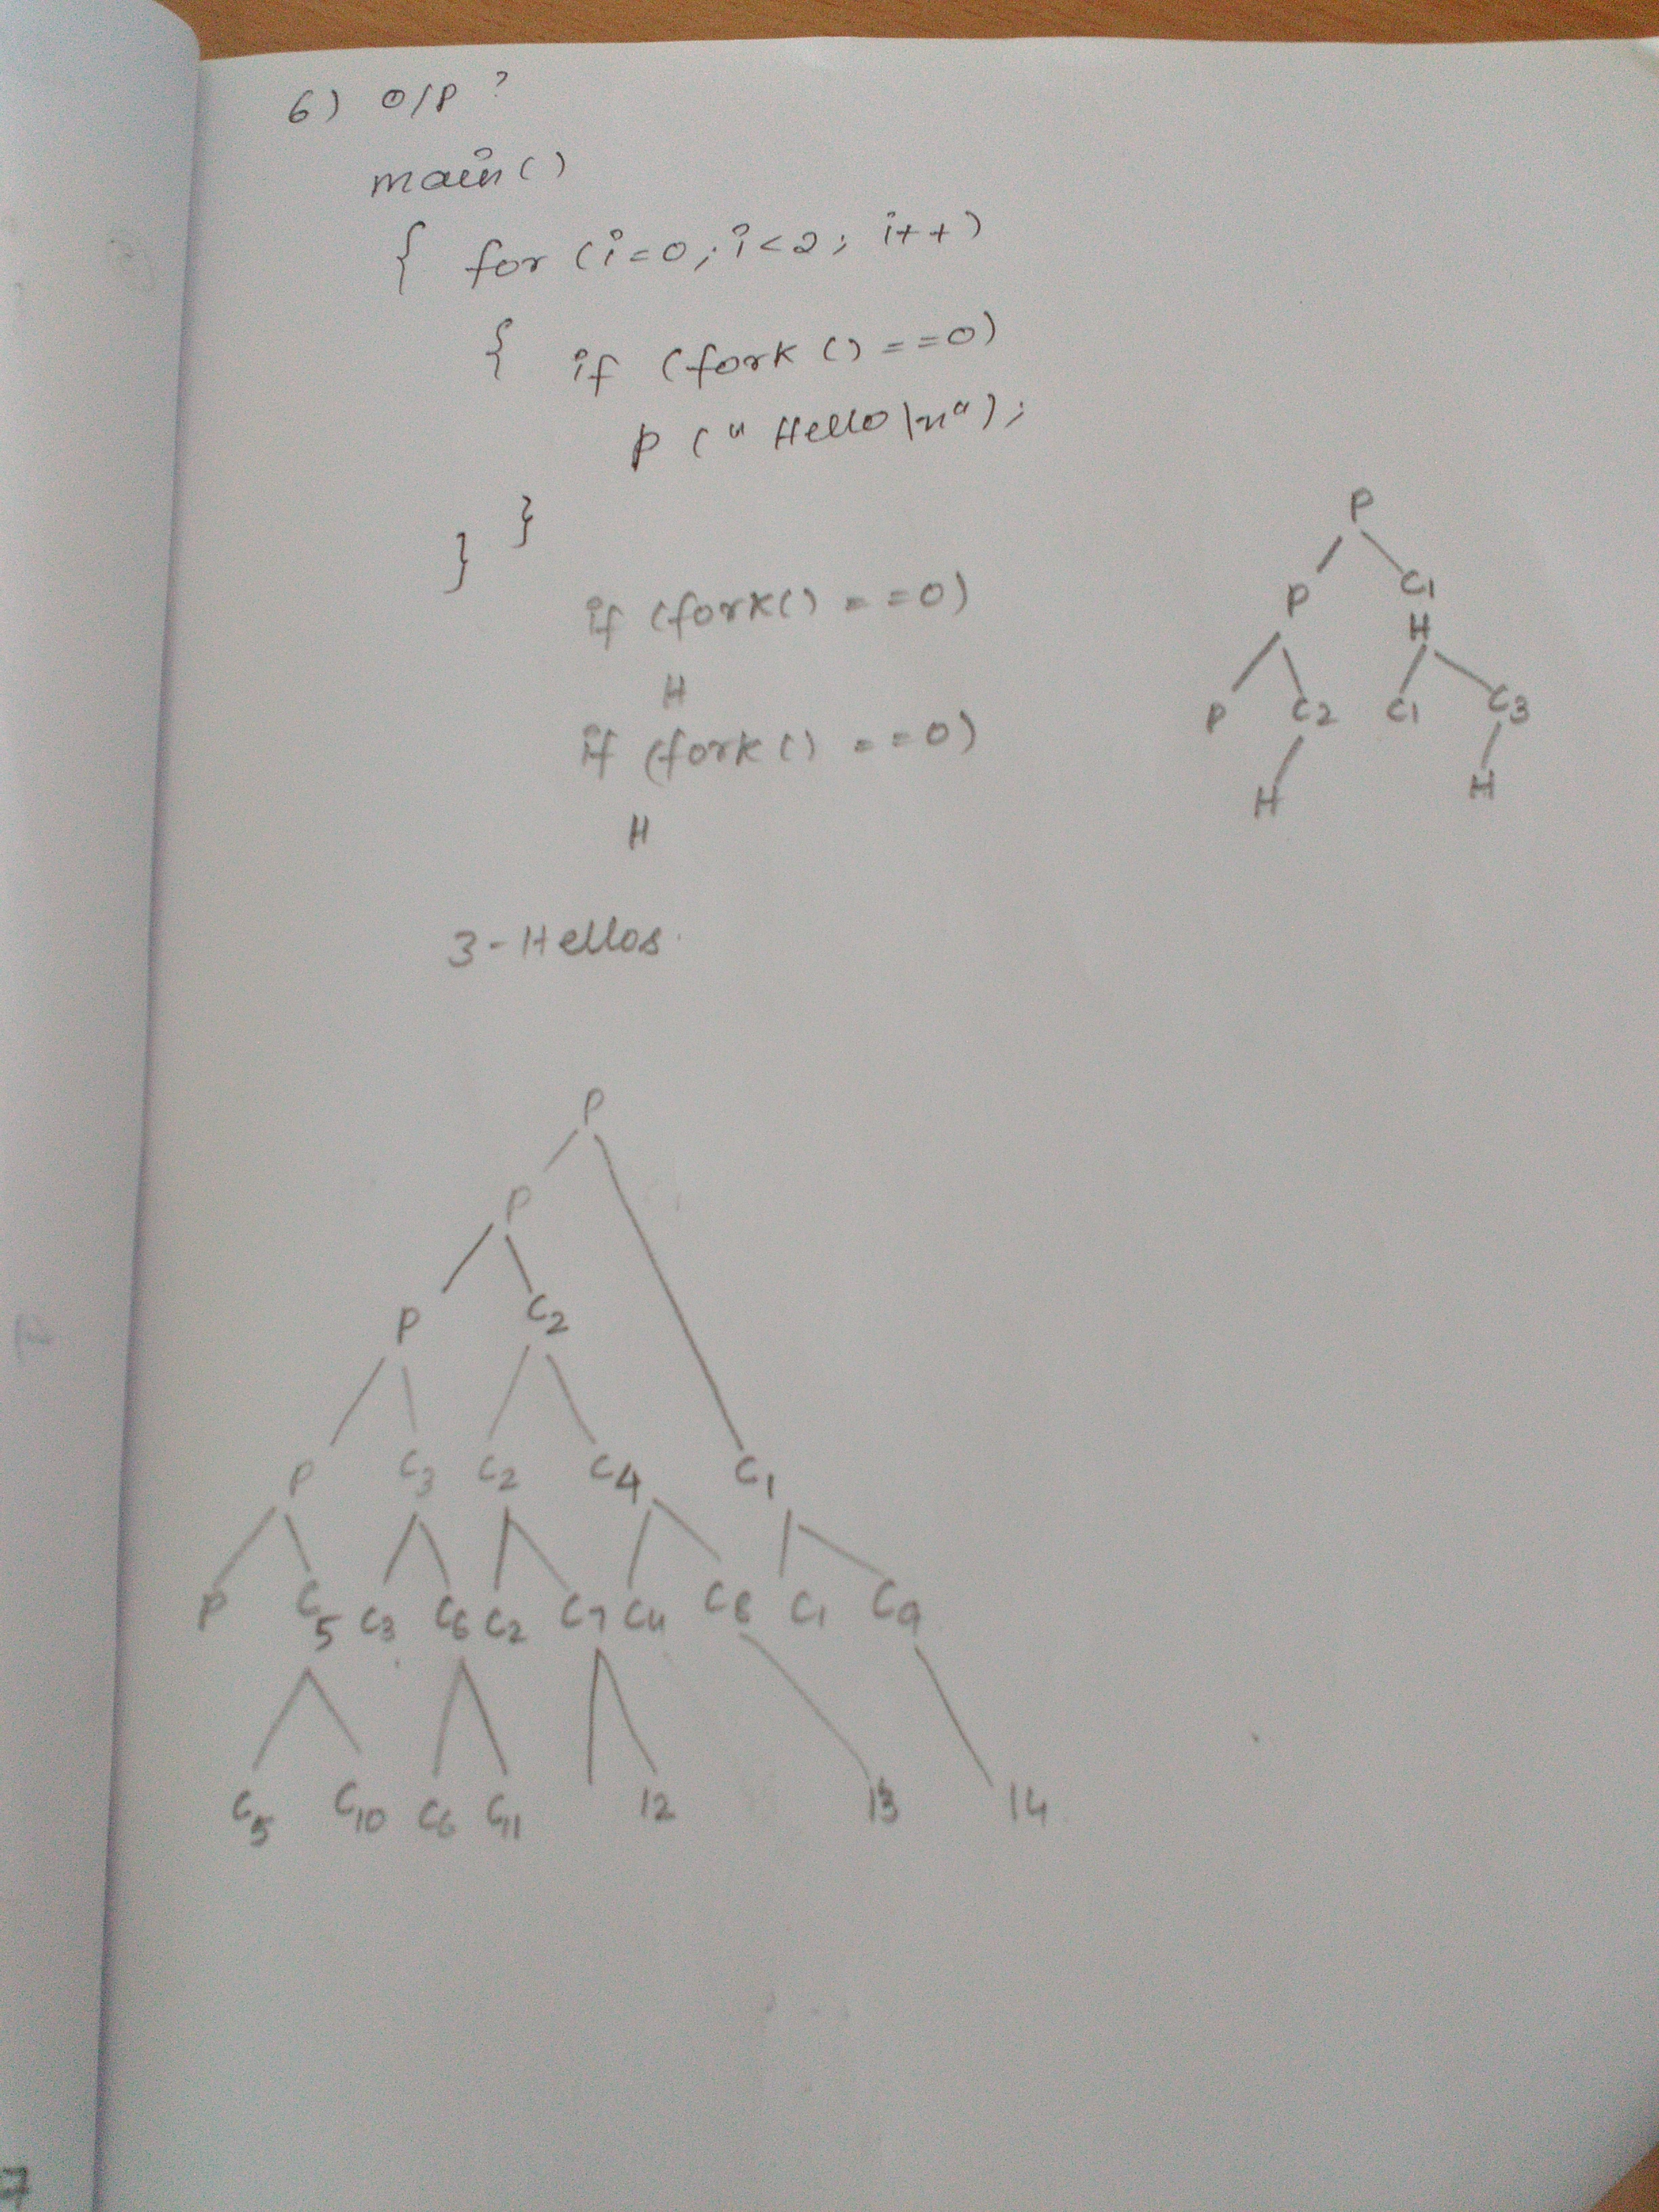 6) O/P ?
main()
{ for (i=0; i<2; i++)
{ if (fork () ==0)
p ("Hello\n");
}
}
if (fork() ==0)
H
if (fork() ==0)
H
3-Hellos.
P
P C1
H
P C2 C1 C3
H H
P
P
P C2
P C3 C2 C4 C1
P C5 C3 C6 C2 C7 C4 C8 C1 C9
C5 C10 C6 C11 12 13 14
7